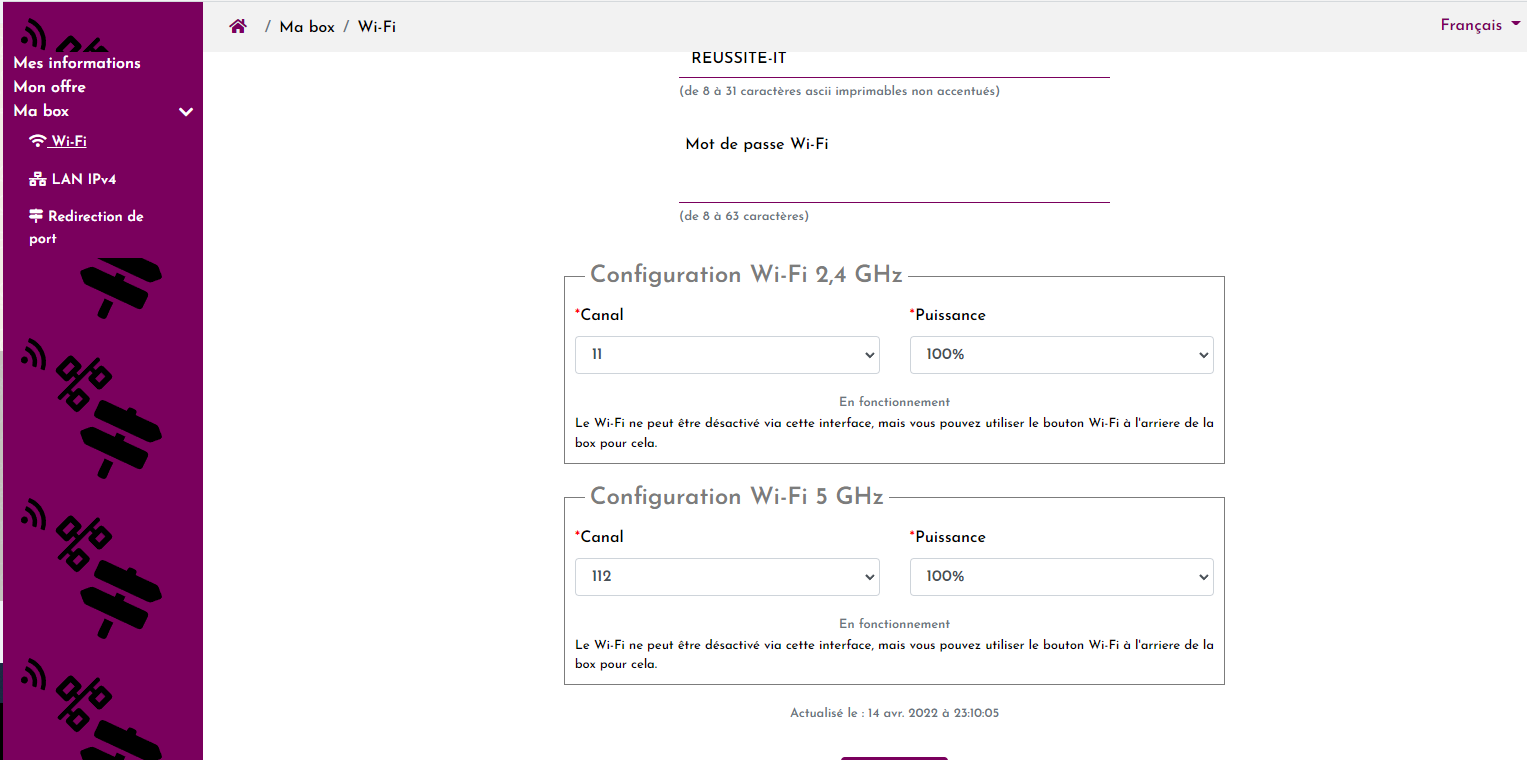 / Ma box / Wi-Fi
Français
Mes informations
Mon offre
Ma box
Wi-Fi
LAN IPv4
Redirection de
port
REUSSITE-IT
(de 8 à 31 caractères ascii imprimables non accentués)
Mot de passe Wi-Fi
(de 8 à 63 caractères)
Configuration Wi-Fi 2,4 GHz
*Canal
*Puissance
11
100%
En fonctionnement
Le Wi-Fi ne peut être désactivé via cette interface, mais vous pouvez utiliser le bouton Wi-Fi à l'arriere de la
box pour cela.
Configuration Wi-Fi 5 GHz
*Canal
*Puissance
112
100%
En fonctionnement
Le Wi-Fi ne peut être désactivé via cette interface, mais vous pouvez utiliser le bouton Wi-Fi à l'arriere de la
box pour cela.
Actualisé le : 14 avr. 2022 à 23:10:05